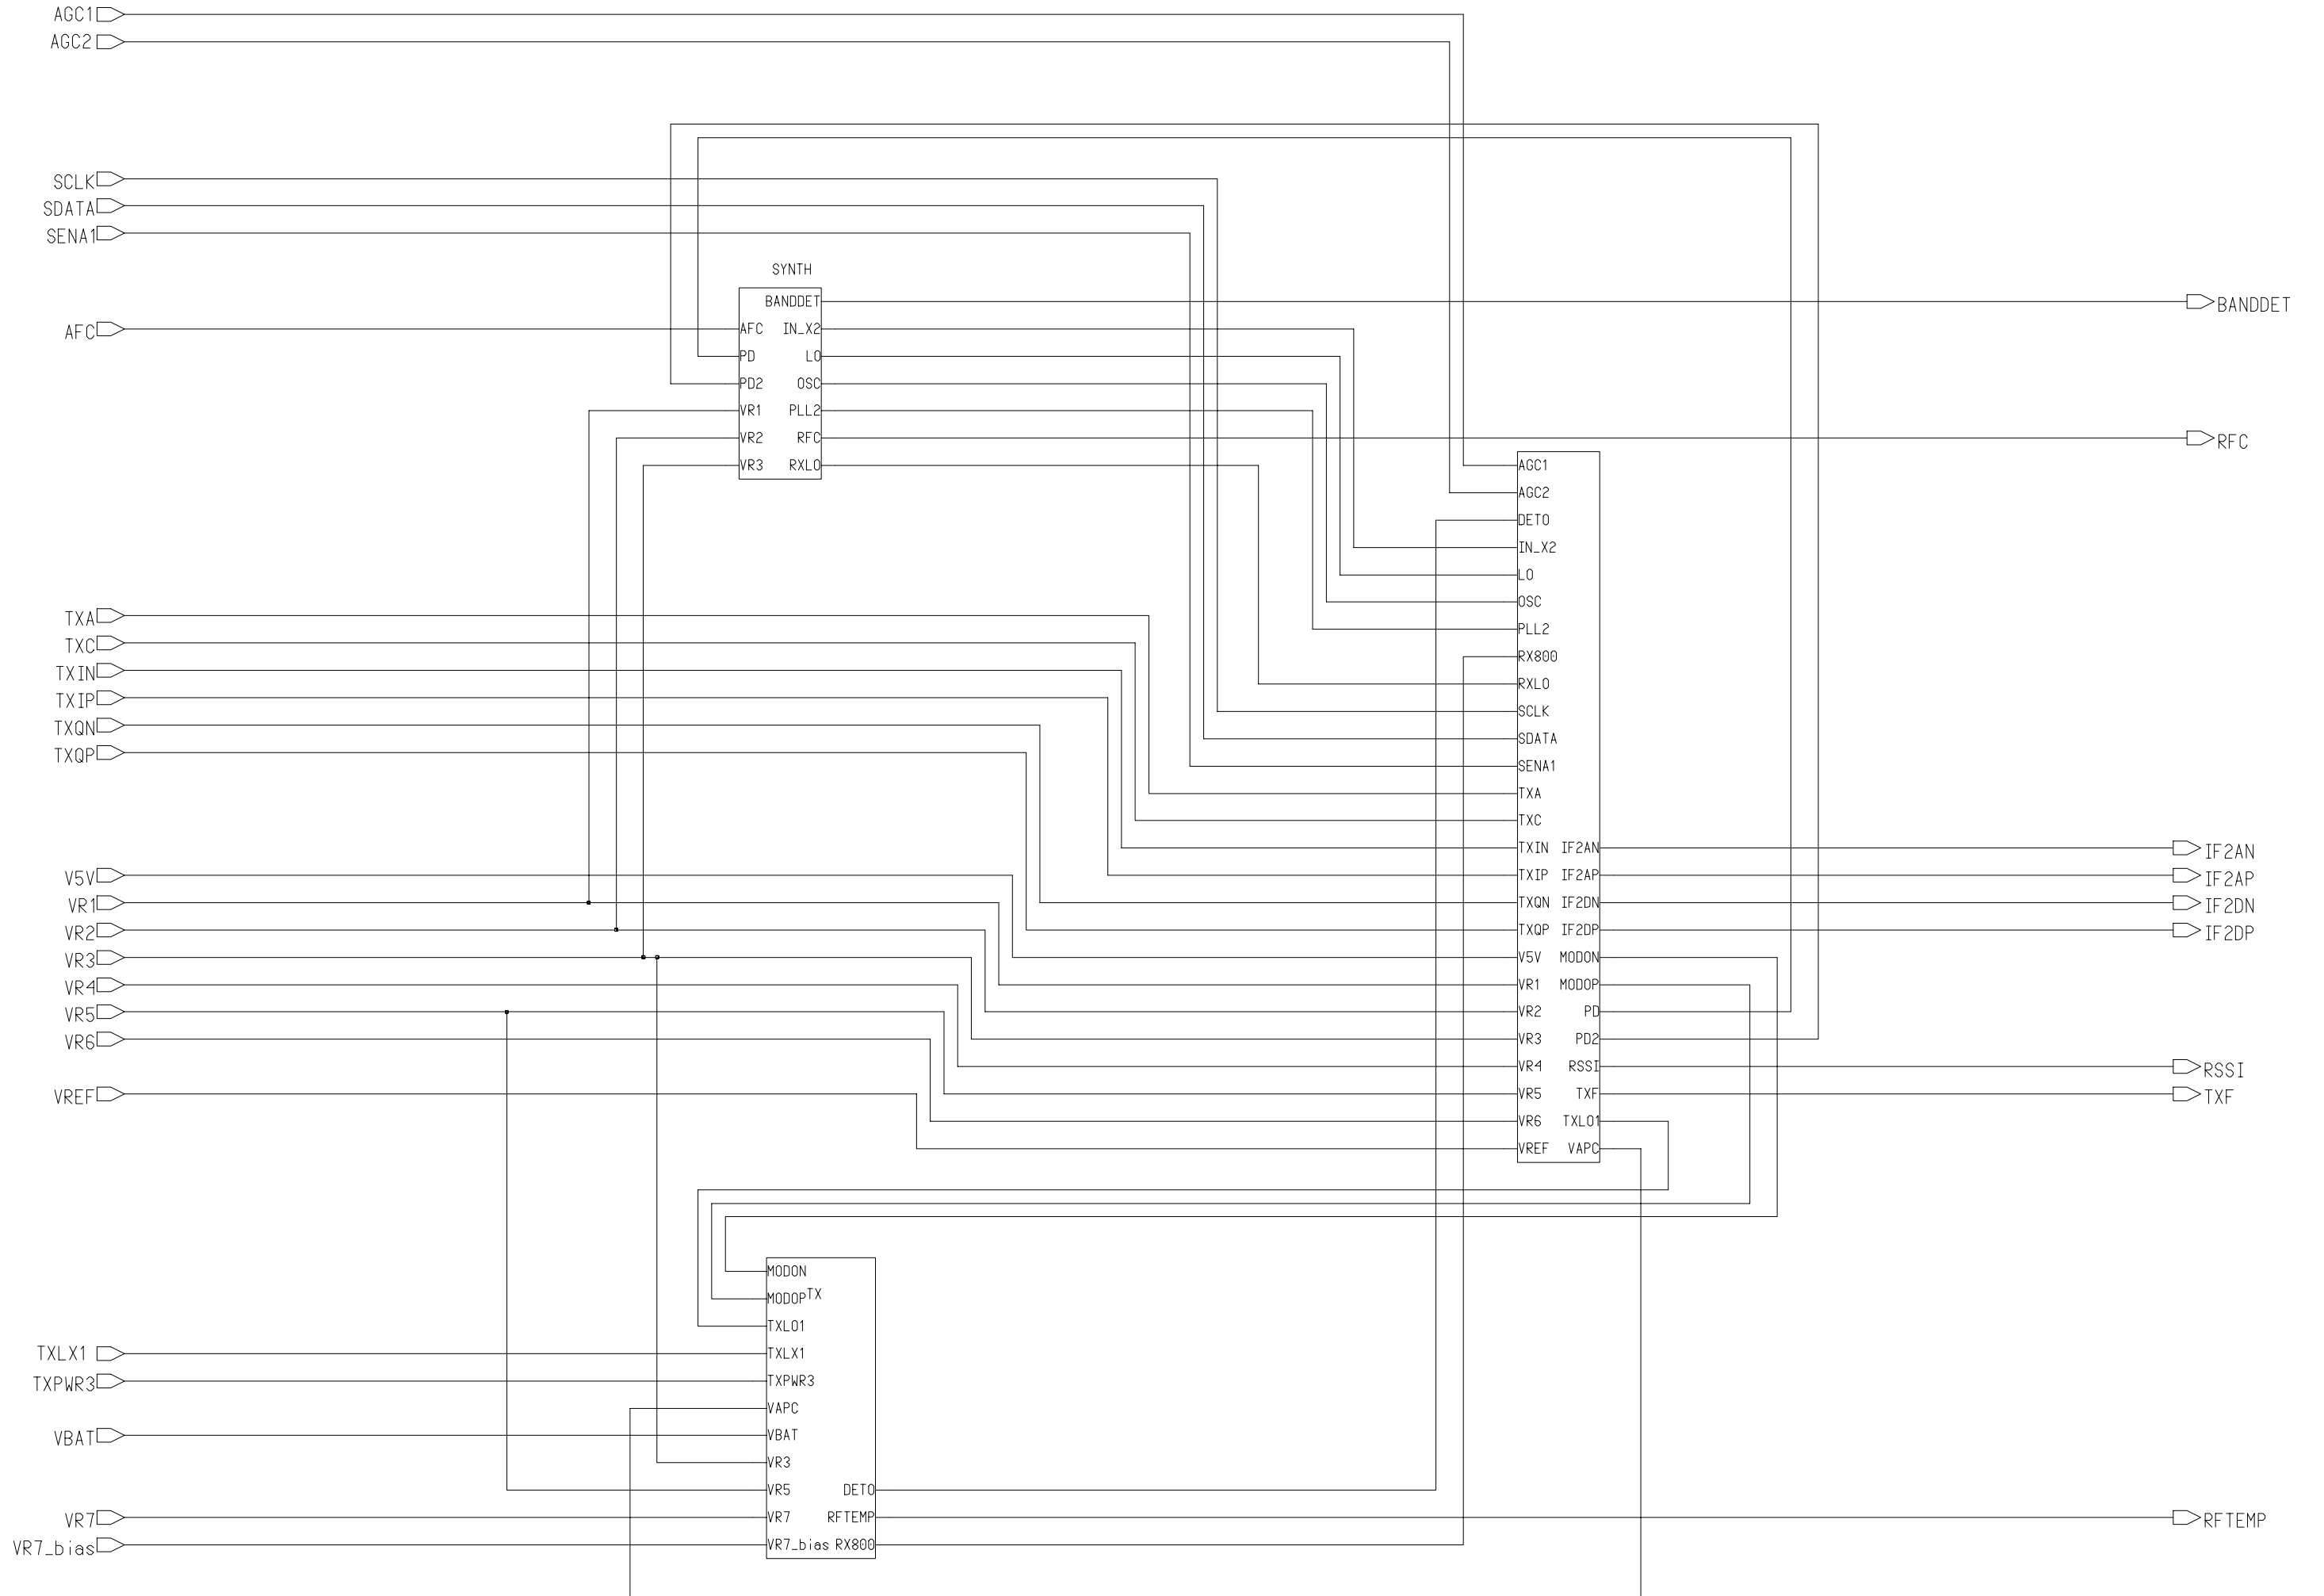 AGC1
AGC2
SCLK
SDATA
SENA1
SYNTH
BANDDET
BANDDET
AFC
AFC IN_X2
PD LO
PD2 OSC
VR1 PLL2
VR2 RFC
RFC
VR3 RXLO
AGC1
AGC2
DETO
IN_X2
LO
OSC
TXA
PLL2
TXC
RX800
TXIN
RXLO
TXIP
SCLK
TXQN
SDATA
TXQP
SENA1
TXA
TXC
TXIN IF2AN
IF2AN
V5V
TXIP IF2AP
IF2AP
VR1
TXQN IF2DN
IF2DN
VR2
TXQP IF2DP
IF2DP
VR3
V5V MODON
VR4
VR1 MODOP
VR5
VR2 PD
VR6
VR3 PD2
VR4 RSSI
RSSI
VREF
VR5 TXF
TXF
VR6 TXLO1
VREF VAPC
MODON
MODOP TX
TXLO1
TXLX1
TXLX1
TXPWR3
TXPWR3
VAPC
VBAT
VBAT
VR3
VR5 DETO
VR7
VR7 RFTEMP
RFTEMP
VR7_bias
VR7_bias RX800